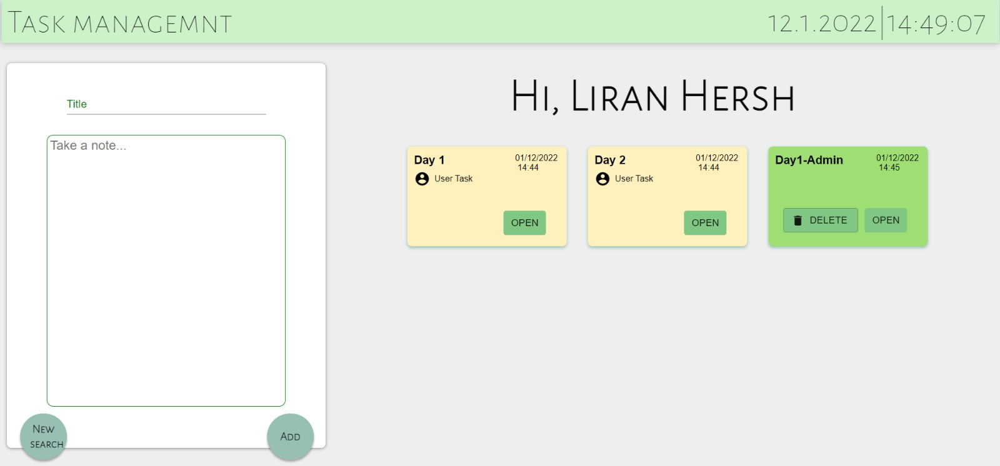 Task managemnt
12.1.2022|14:49:07
Title
Take a note...
New
search
Add
Hi, Liran Hersh
Day 1
01/12/2022
14:44
User Task
OPEN
Day 2
01/12/2022
14:44
User Task
OPEN
Day1-Admin
01/12/2022
14:45
DELETE
OPEN